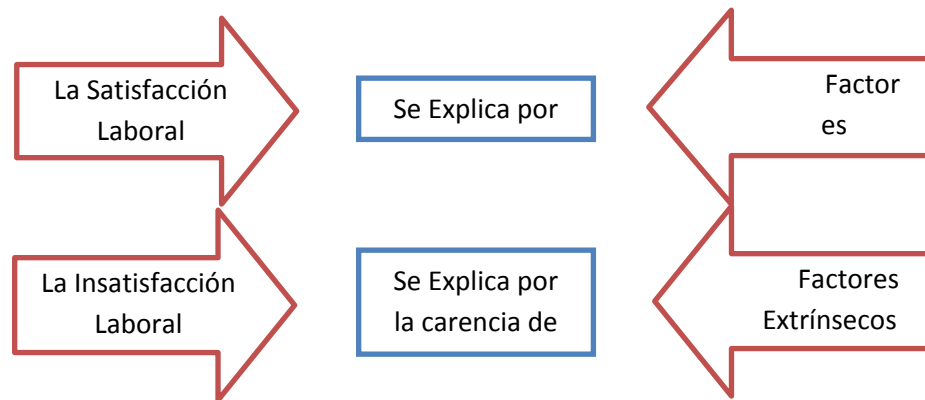 La Satisfacción
Laboral
Se Explica por
Factor
es
La Insatisfacción
Laboral
Se Explica por
la carencia de
Factores
Extrínsecos